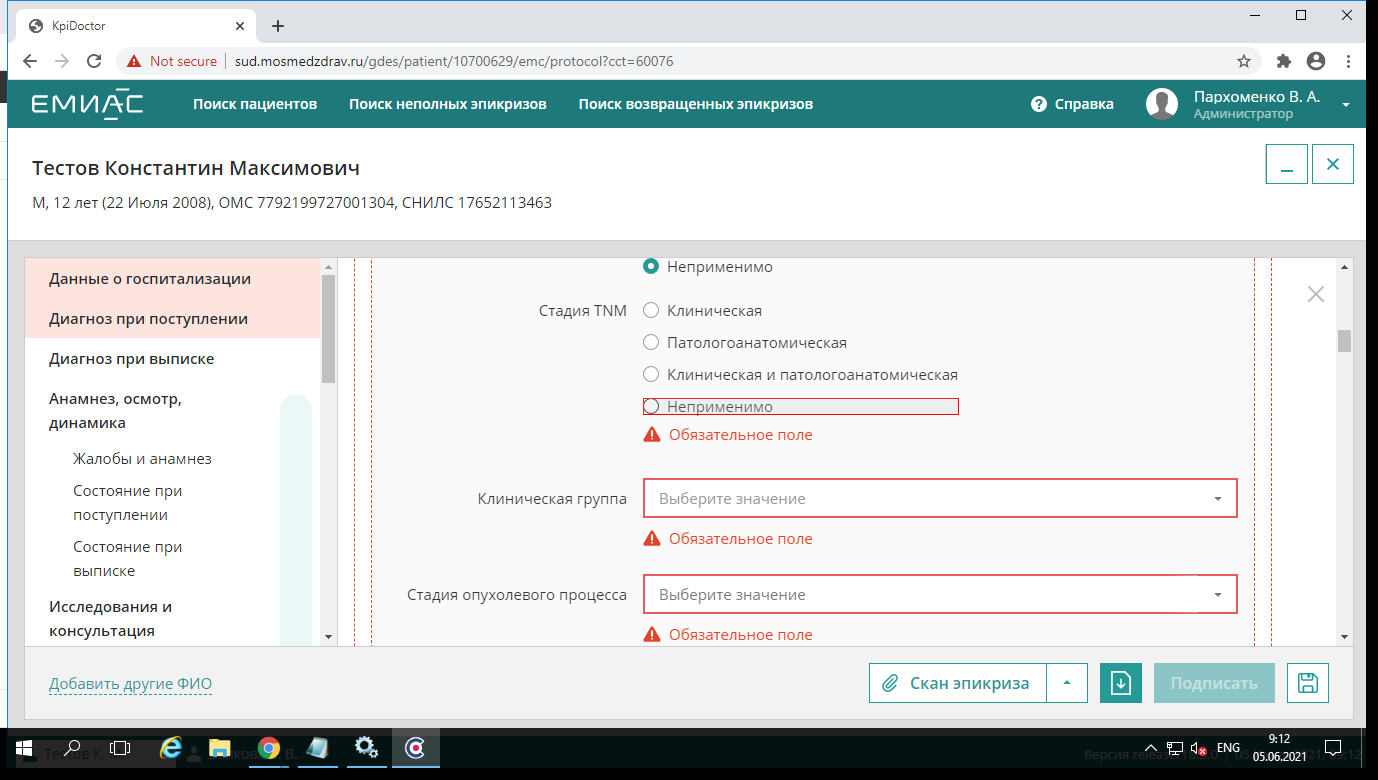 KpiDoctor
Not secure
sud.mosmedzdrav.ru/gdes/patient/10700629/emc/protocol?cct=60076
ЕМИАС
Поиск пациентов
Поиск неполных эпикризов
Поиск возвращенных эпикризов
Справка
Пархоменко В. А.
Администратор
Тестов Константин Максимович
М, 12 лет (22 Июля 2008), ОМС 7792199727001304, СНИЛС 17652113463
Данные о госпитализации
Диагноз при поступлении
Диагноз при выписке
Анамнез, осмотр,
динамика
Жалобы и анамнез
Состояние при
поступлении
Состояние при
выписке
Исследования и
консультация
Неприменимо
Стадия TNM
Клиническая
Патологоанатомическая
Клиническая и патологоанатомическая
Неприменимо
Обязательное поле
Клиническая группа
Выберите значение
Обязательное поле
Стадия опухолевого процесса
Выберите значение
Обязательное поле
Добавить другие ФИО
Скан эпикриза
Подписать
ENG
9:12
05.06.2021